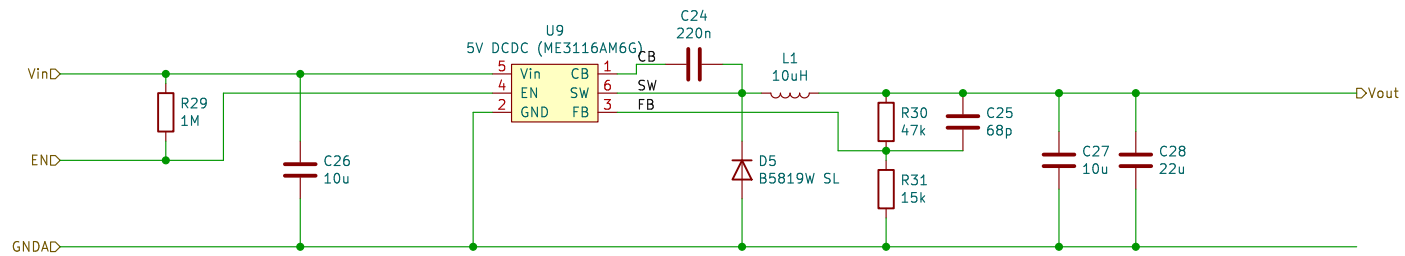 C24
220n
U9
5V DCDC (ME3116AM6G)
CB
L1
10uH
Vin
5
Vin
CB
1
4
EN
SW
6
SW
2
GND
FB
3
FB
Vout
R29
1M
R30
47k
C25
68p
EN
C26
10u
D5
B5819W SL
R31
15k
C27
10u
C28
22u
GNDA